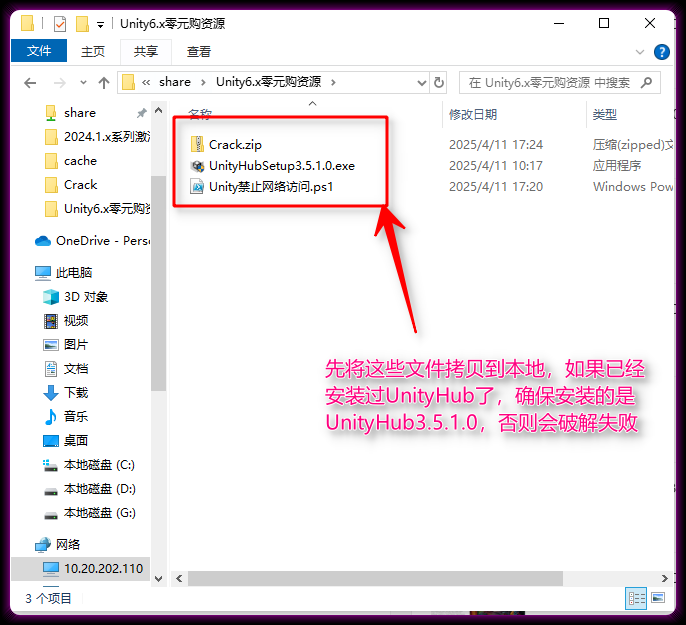 Unity6.x零元购资源
文件 主页 共享 查看
« share › Unity6.x零元购资源 ›
在 Unity6.x零元购资源 中搜索
名称 修改日期 类型
share
2024.1.x系列激
cache
Crack
Unity6.x零元购资
OneDrive - Perso
此电脑
3D 对象
视频
图片
文档
下载
音乐
桌面
本地磁盘 (C:)
本地磁盘 (D:)
本地磁盘 (G:)
网络
10.20.202.110
Crack.zip 2025/4/11 17:24 压缩(zipped)文
UnityHubSetup3.5.1.0.exe 2025/4/11 10:17 应用程序
Unity禁止网络访问.ps1 2025/4/11 17:20 Windows Pow
先将这些文件拷贝到本地，如果已经
安装过UnityHub了，确保安装的是
UnityHub3.5.1.0，否则会破解失败
3 个项目